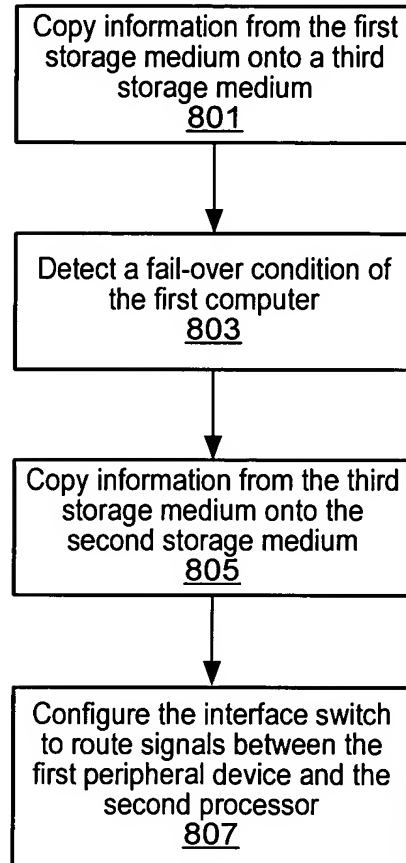 Copy information from the first
storage medium onto a third
storage medium
801
Detect a fail-over condition of
the first computer
803
Copy information from the third
storage medium onto the
second storage medium
805
Configure the interface switch
to route signals between the
first peripheral device and the
second processor
807